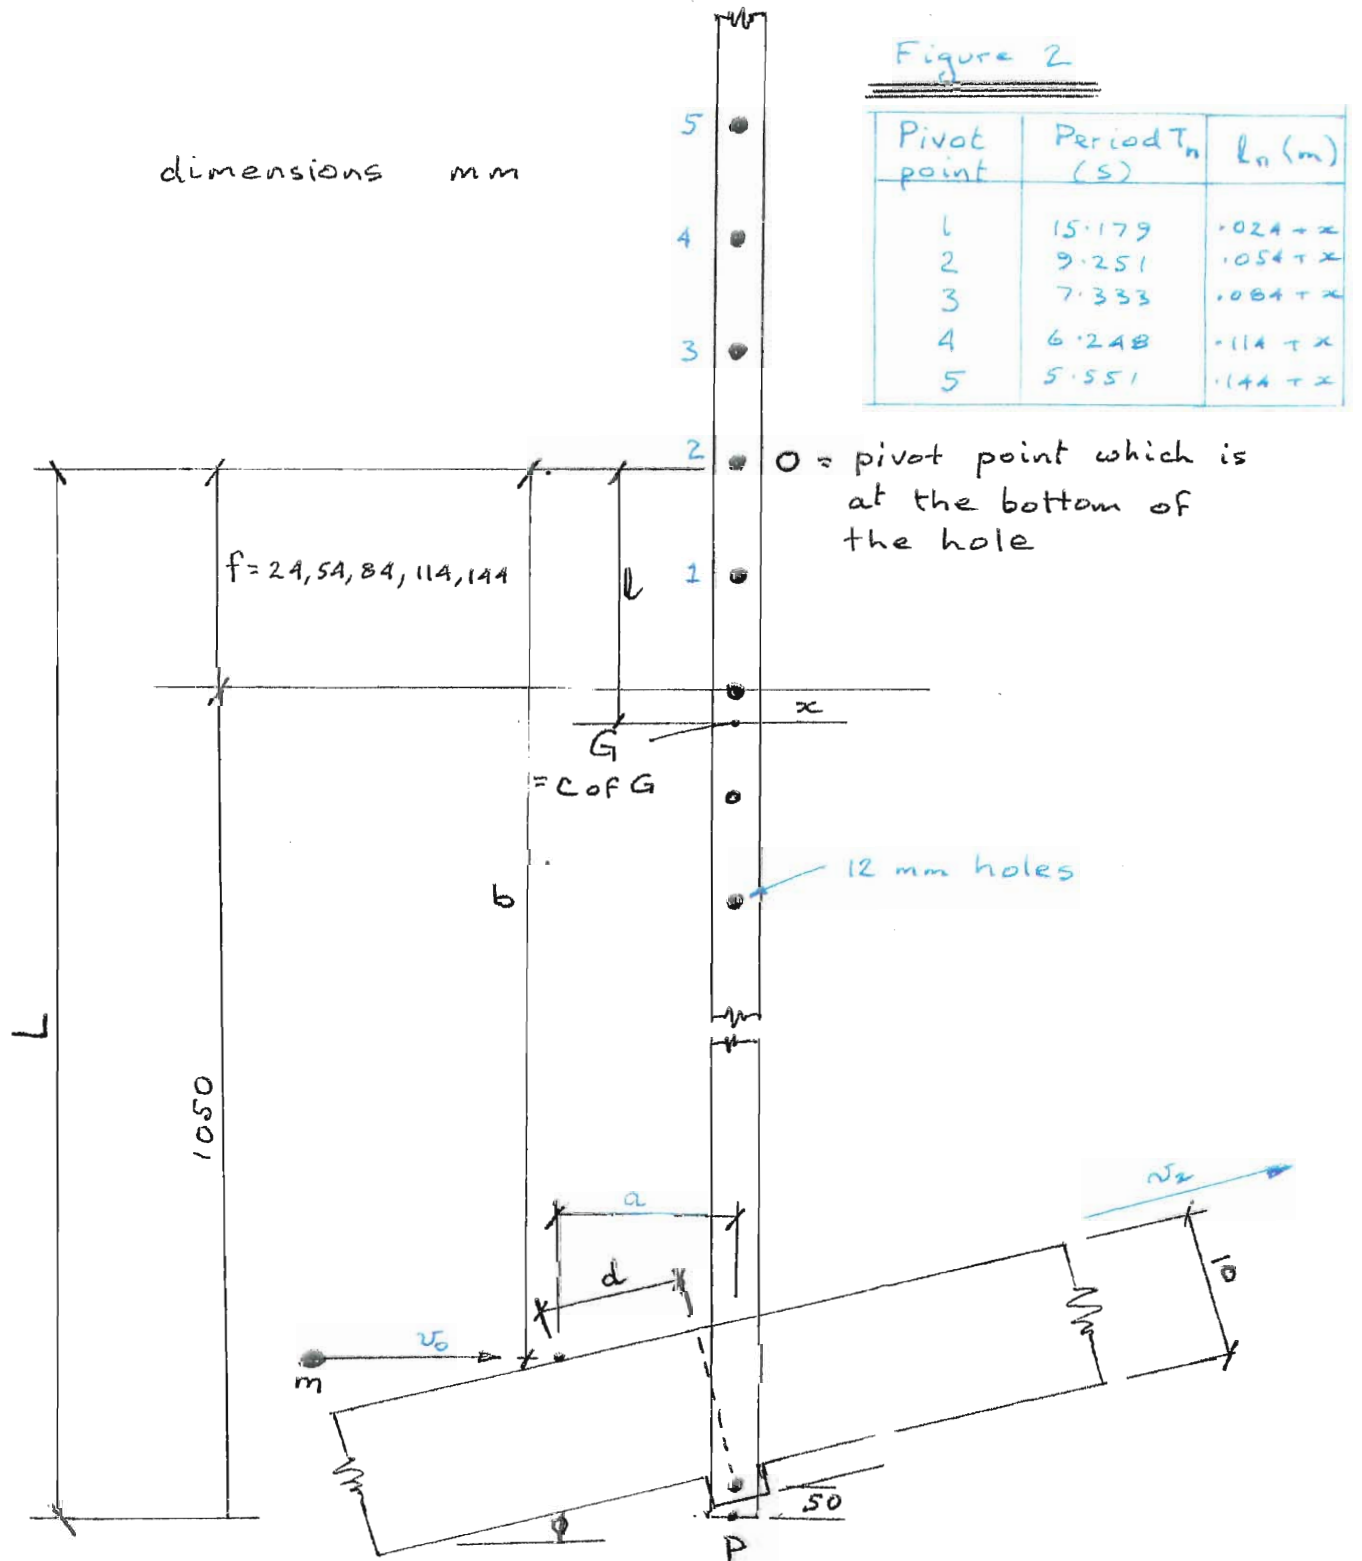 Figure 2
Pivot point
Period Tn (s)
ln (m)
1 15.179 .024 + x
2 9.251 .054 + x
3 7.333 .084 + x
4 6.248 .114 + x
5 5.551 .144 + x
dimensions mm
5
4
3
2
O = pivot point which is
at the bottom of
the hole
f = 24, 54, 84, 114, 144
l
1
x
G
= C of G
b
12 mm holes
L
1050
a
d
v₀
m
v₂
10
50
ϕ
P